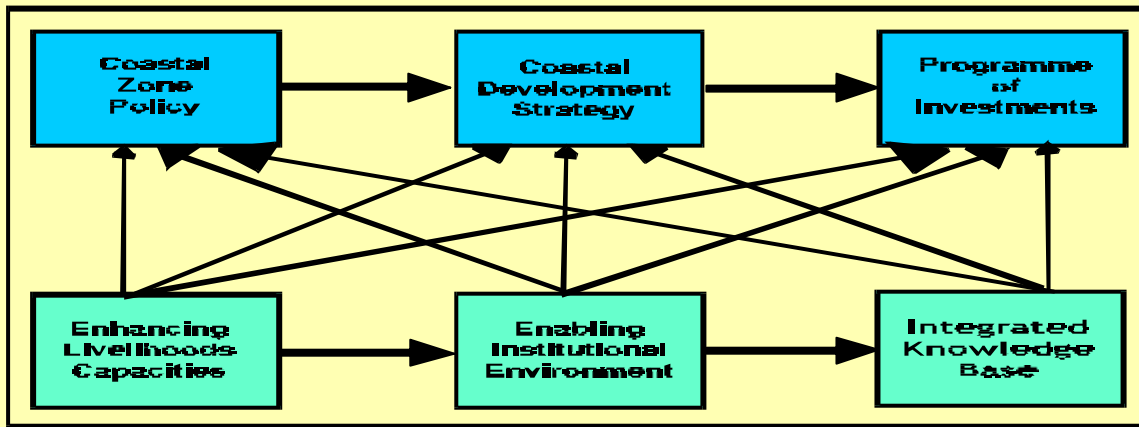 Coastal
Zone
Policy
Coastal
Development
Strategy
Programme
of
Investments
Enhancing
Livelihoods
Capacities
Enabling
Institutional
Environment
Integrated
Knowledge
Base